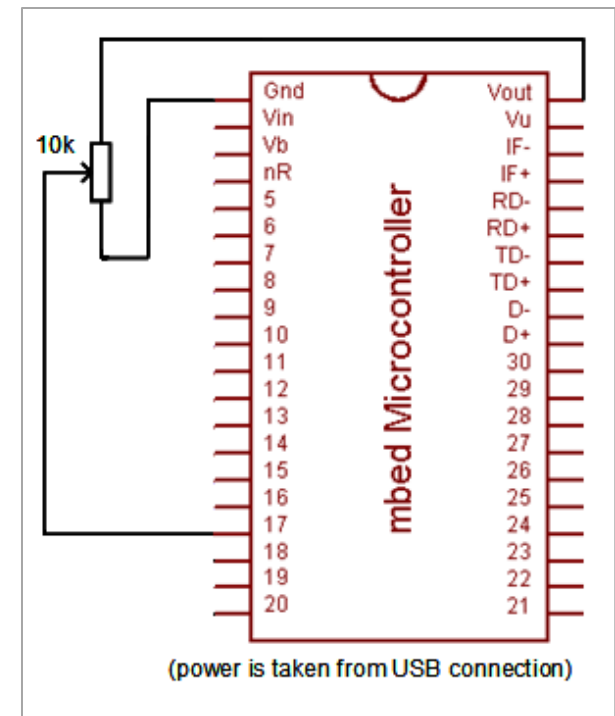 Gnd Vout
Vin Vu
10k Vb IF-
nR IF+
5 RD-
6 RD+
7 TD-
8 TD+
9 D-
10 D+
11 30
12 29
13 28
14 27
15 26
16 25
17 24
18 23
19 22
20 21
mbed Microcontroller
(power is taken from USB connection)